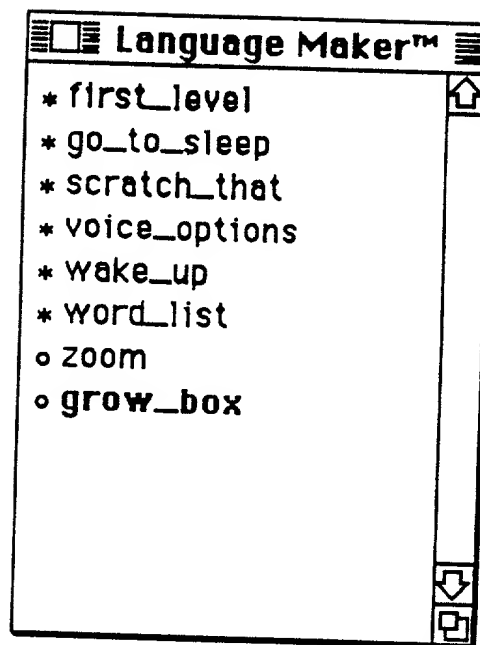 Language Maker™
* first_level
* go_to_sleep
* scratch_that
* voice_options
* wake_up
* word_list
o zoom
o grow_box